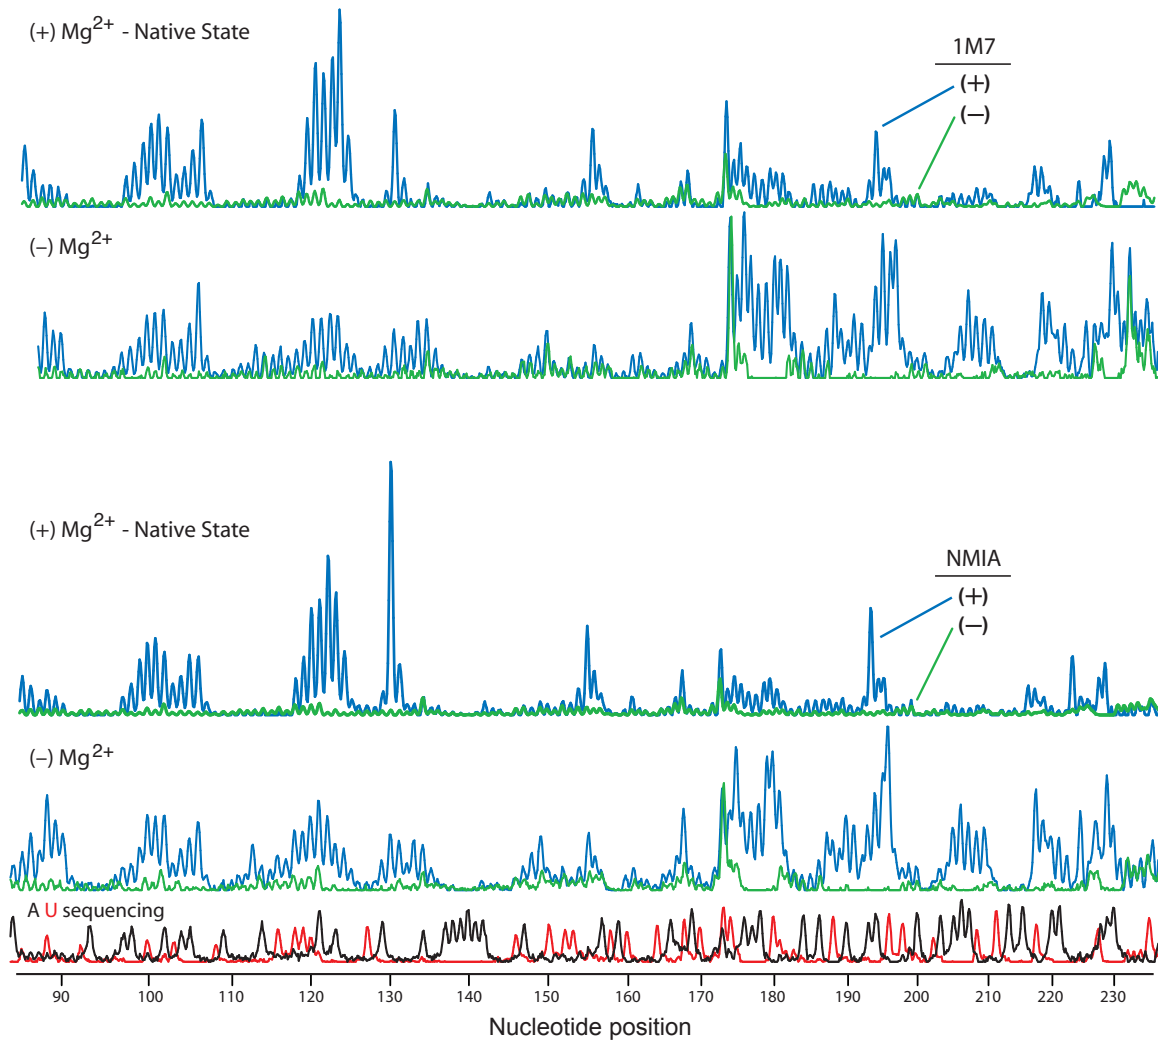 (+) Mg2+ - Native State
1M7
(+)
(—)
(–) Mg2+
(+) Mg2+ - Native State
NMIA
(+)
(—)
(–) Mg2+
A U sequencing
90 100 110 120 130 140 150 160 170 180 190 200 210 220 230
Nucleotide position